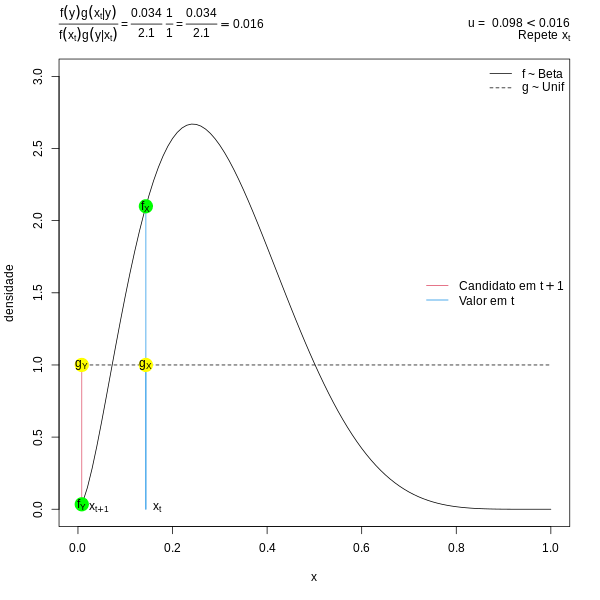 f(y)g(xₜ|y) / f(xₜ)g(y|xₜ) = 0.034 / 2.1 1 / 1 = 0.034 / 2.1 = 0.016
u = 0.098 < 0.016
Repete xₜ
f ~ Beta
g ~ Unif
Candidato em t + 1
Valor em t
fX
gY
gX
fY
xₜ₊₁
xₜ
densidade
0.0
0.5
1.0
1.5
2.0
2.5
3.0
0.0 0.2 0.4 0.6 0.8 1.0
x